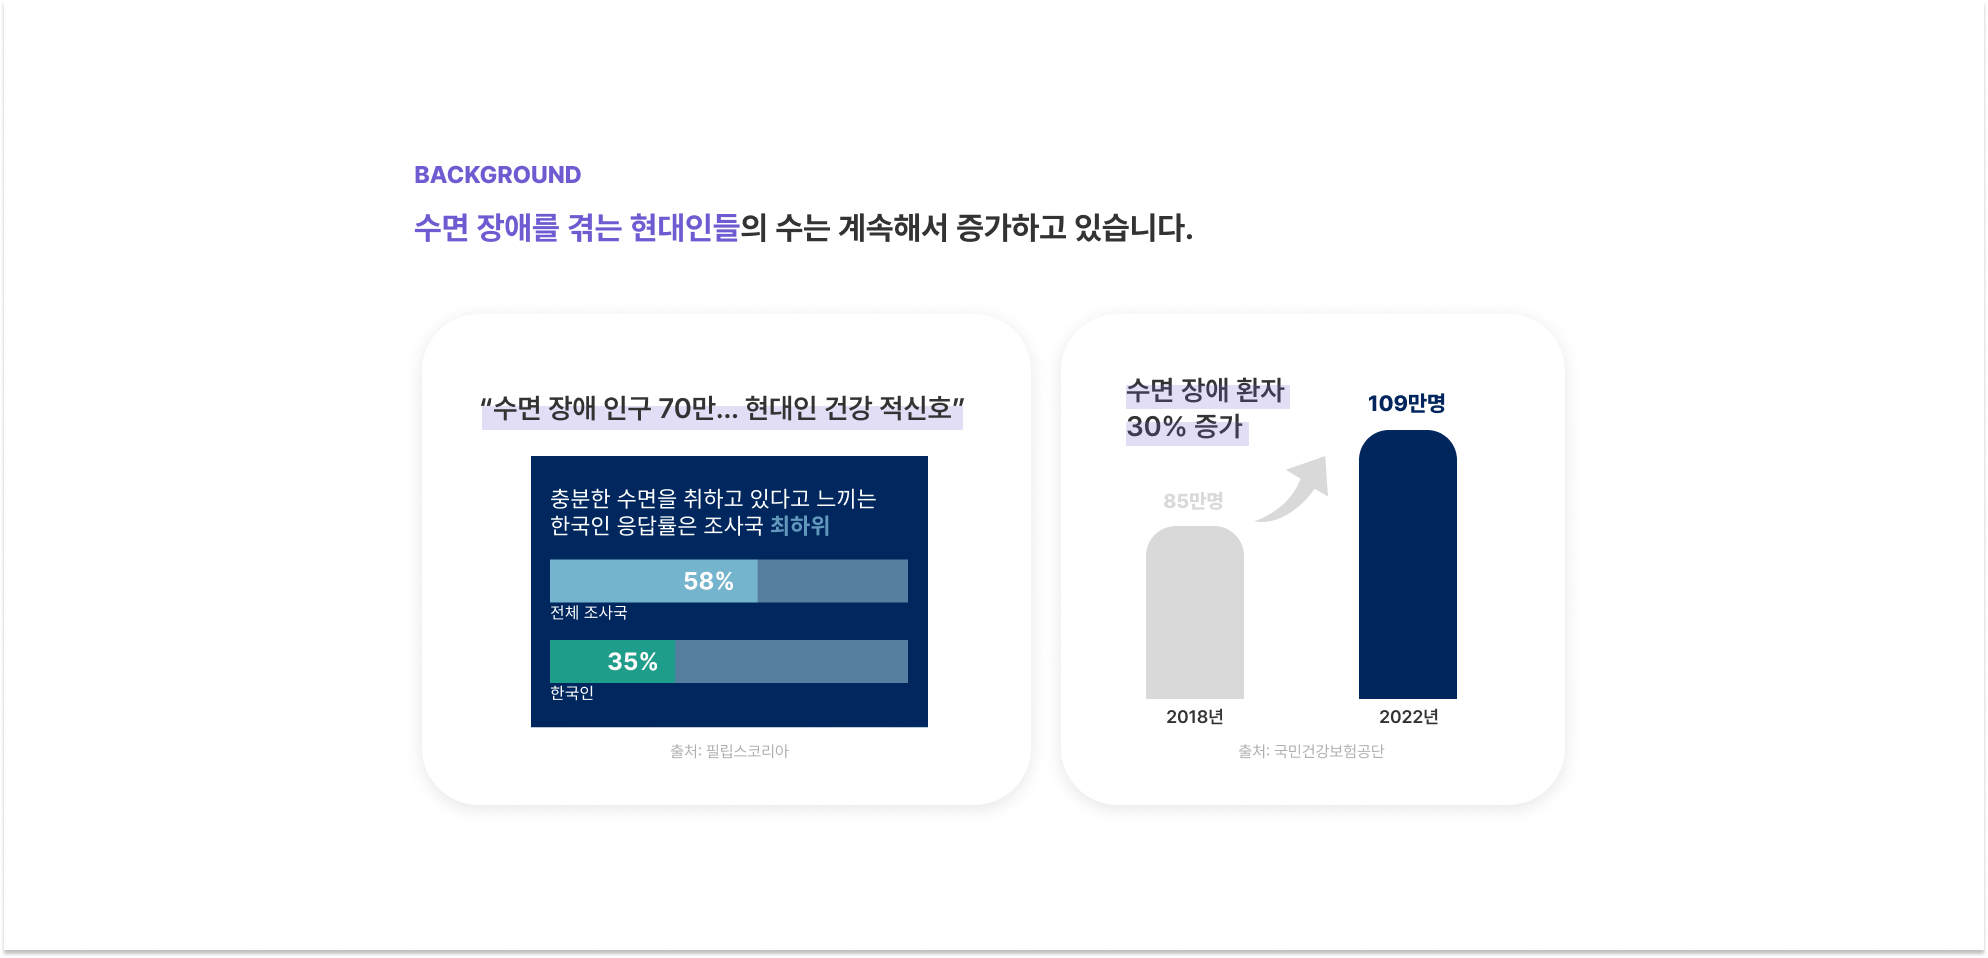 BACKGROUND
수면 장애를 겪는 현대인들의 수는 계속해서 증가하고 있습니다.
“수면 장애 인구 70만... 현대인 건강 적신호”
충분한 수면을 취하고 있다고 느끼는
한국인 응답률은 조사국 최하위
58%
전체 조사국
35%
한국인
출처: 필립스코리아
수면 장애 환자
30% 증가
109만명
85만명
2018년
2022년
출처: 국민건강보험공단